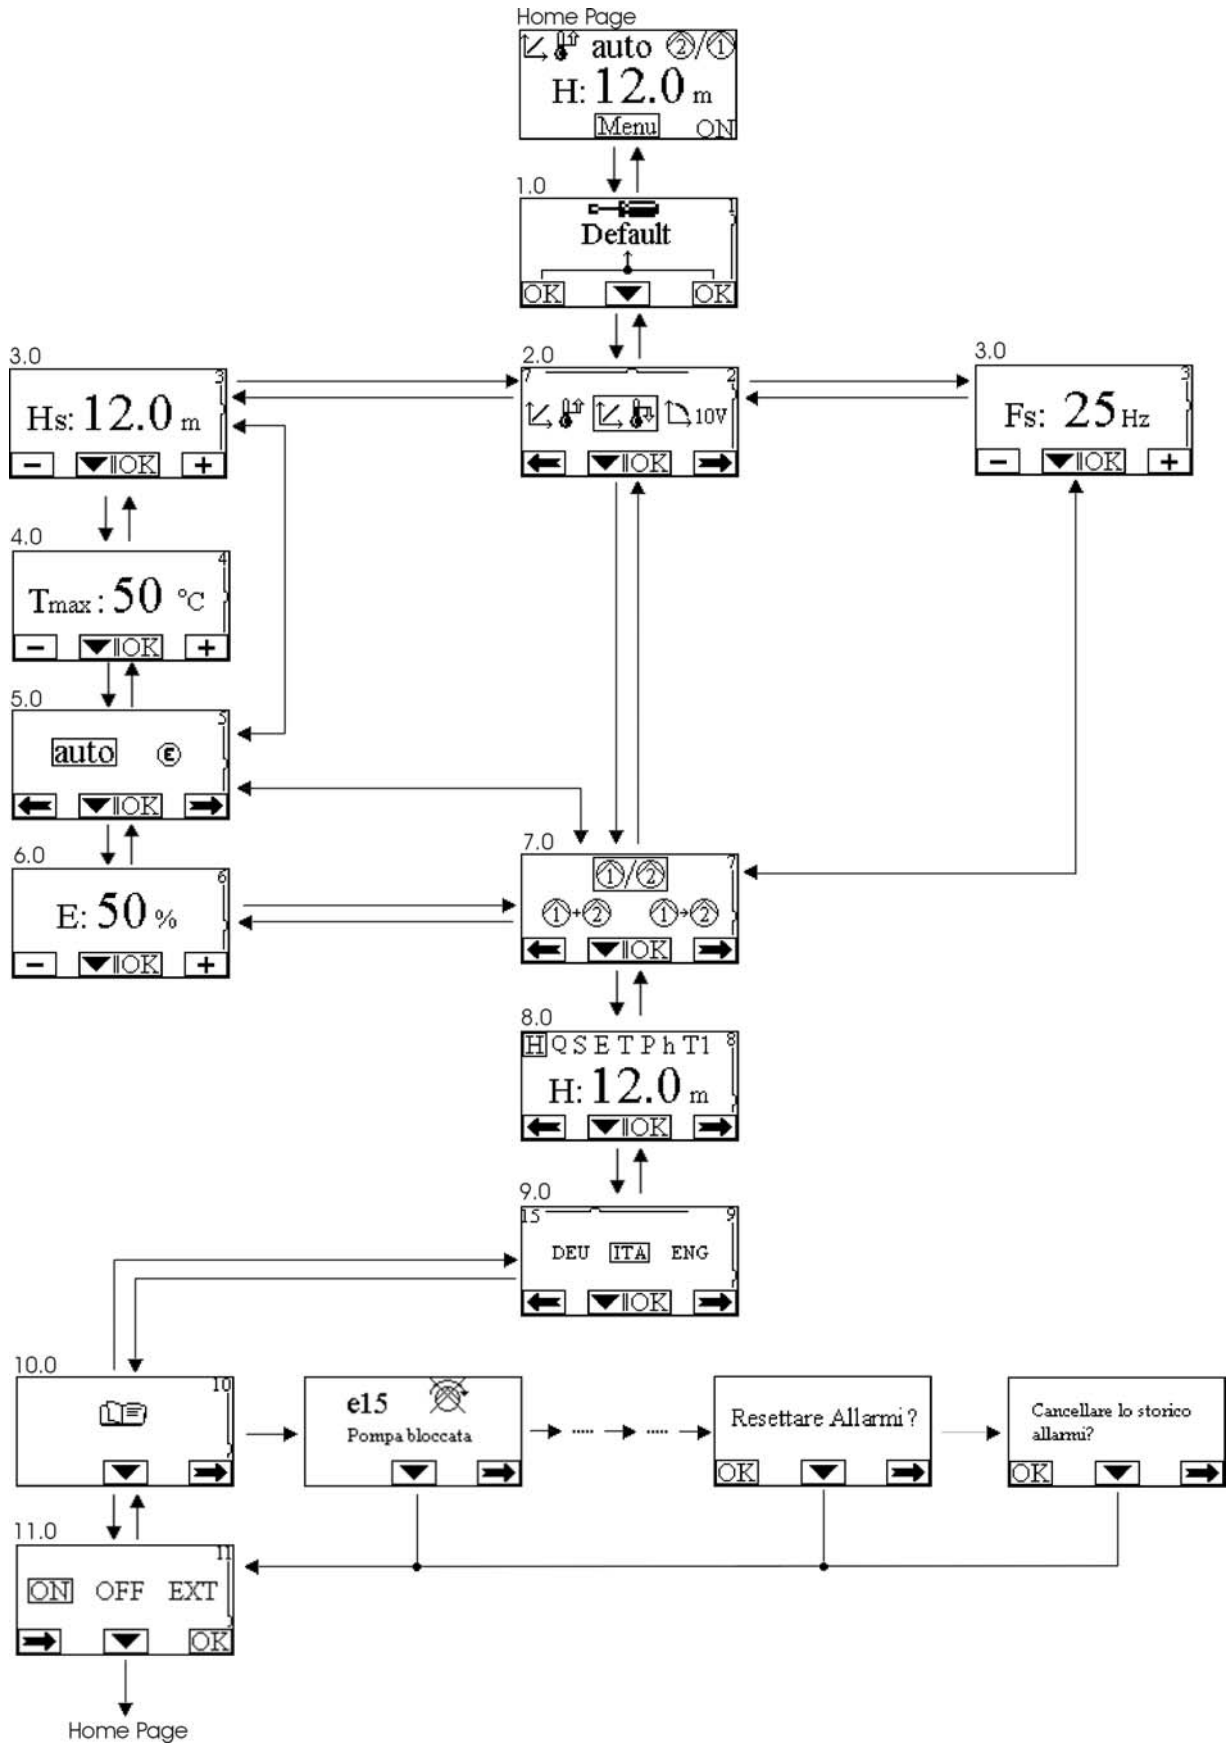 Home Page
auto 2/1
H: 12.0 m
Menu ON
1.0
1
Default
OK OK
3.0
3
Hs: 12.0 m
- OK +
2.0
7 2
10V
OK
3.0
3
Fs: 25 Hz
- OK +
4.0
4
Tmax : 50 °C
- OK +
5.0
5
auto E
OK
6.0
6
E: 50 %
- OK +
7.0
7
1/2
1+2 1 2
OK
8.0
H Q S E T P h T1 8
H: 12.0 m
OK
9.0
15 9
DEU ITA ENG
OK
10.0
10
e15
Pompa bloccata
Resettare Allarmi ?
OK
Cancellare lo storico
allarmi?
OK
11.0
11
ON OFF EXT
OK
Home Page